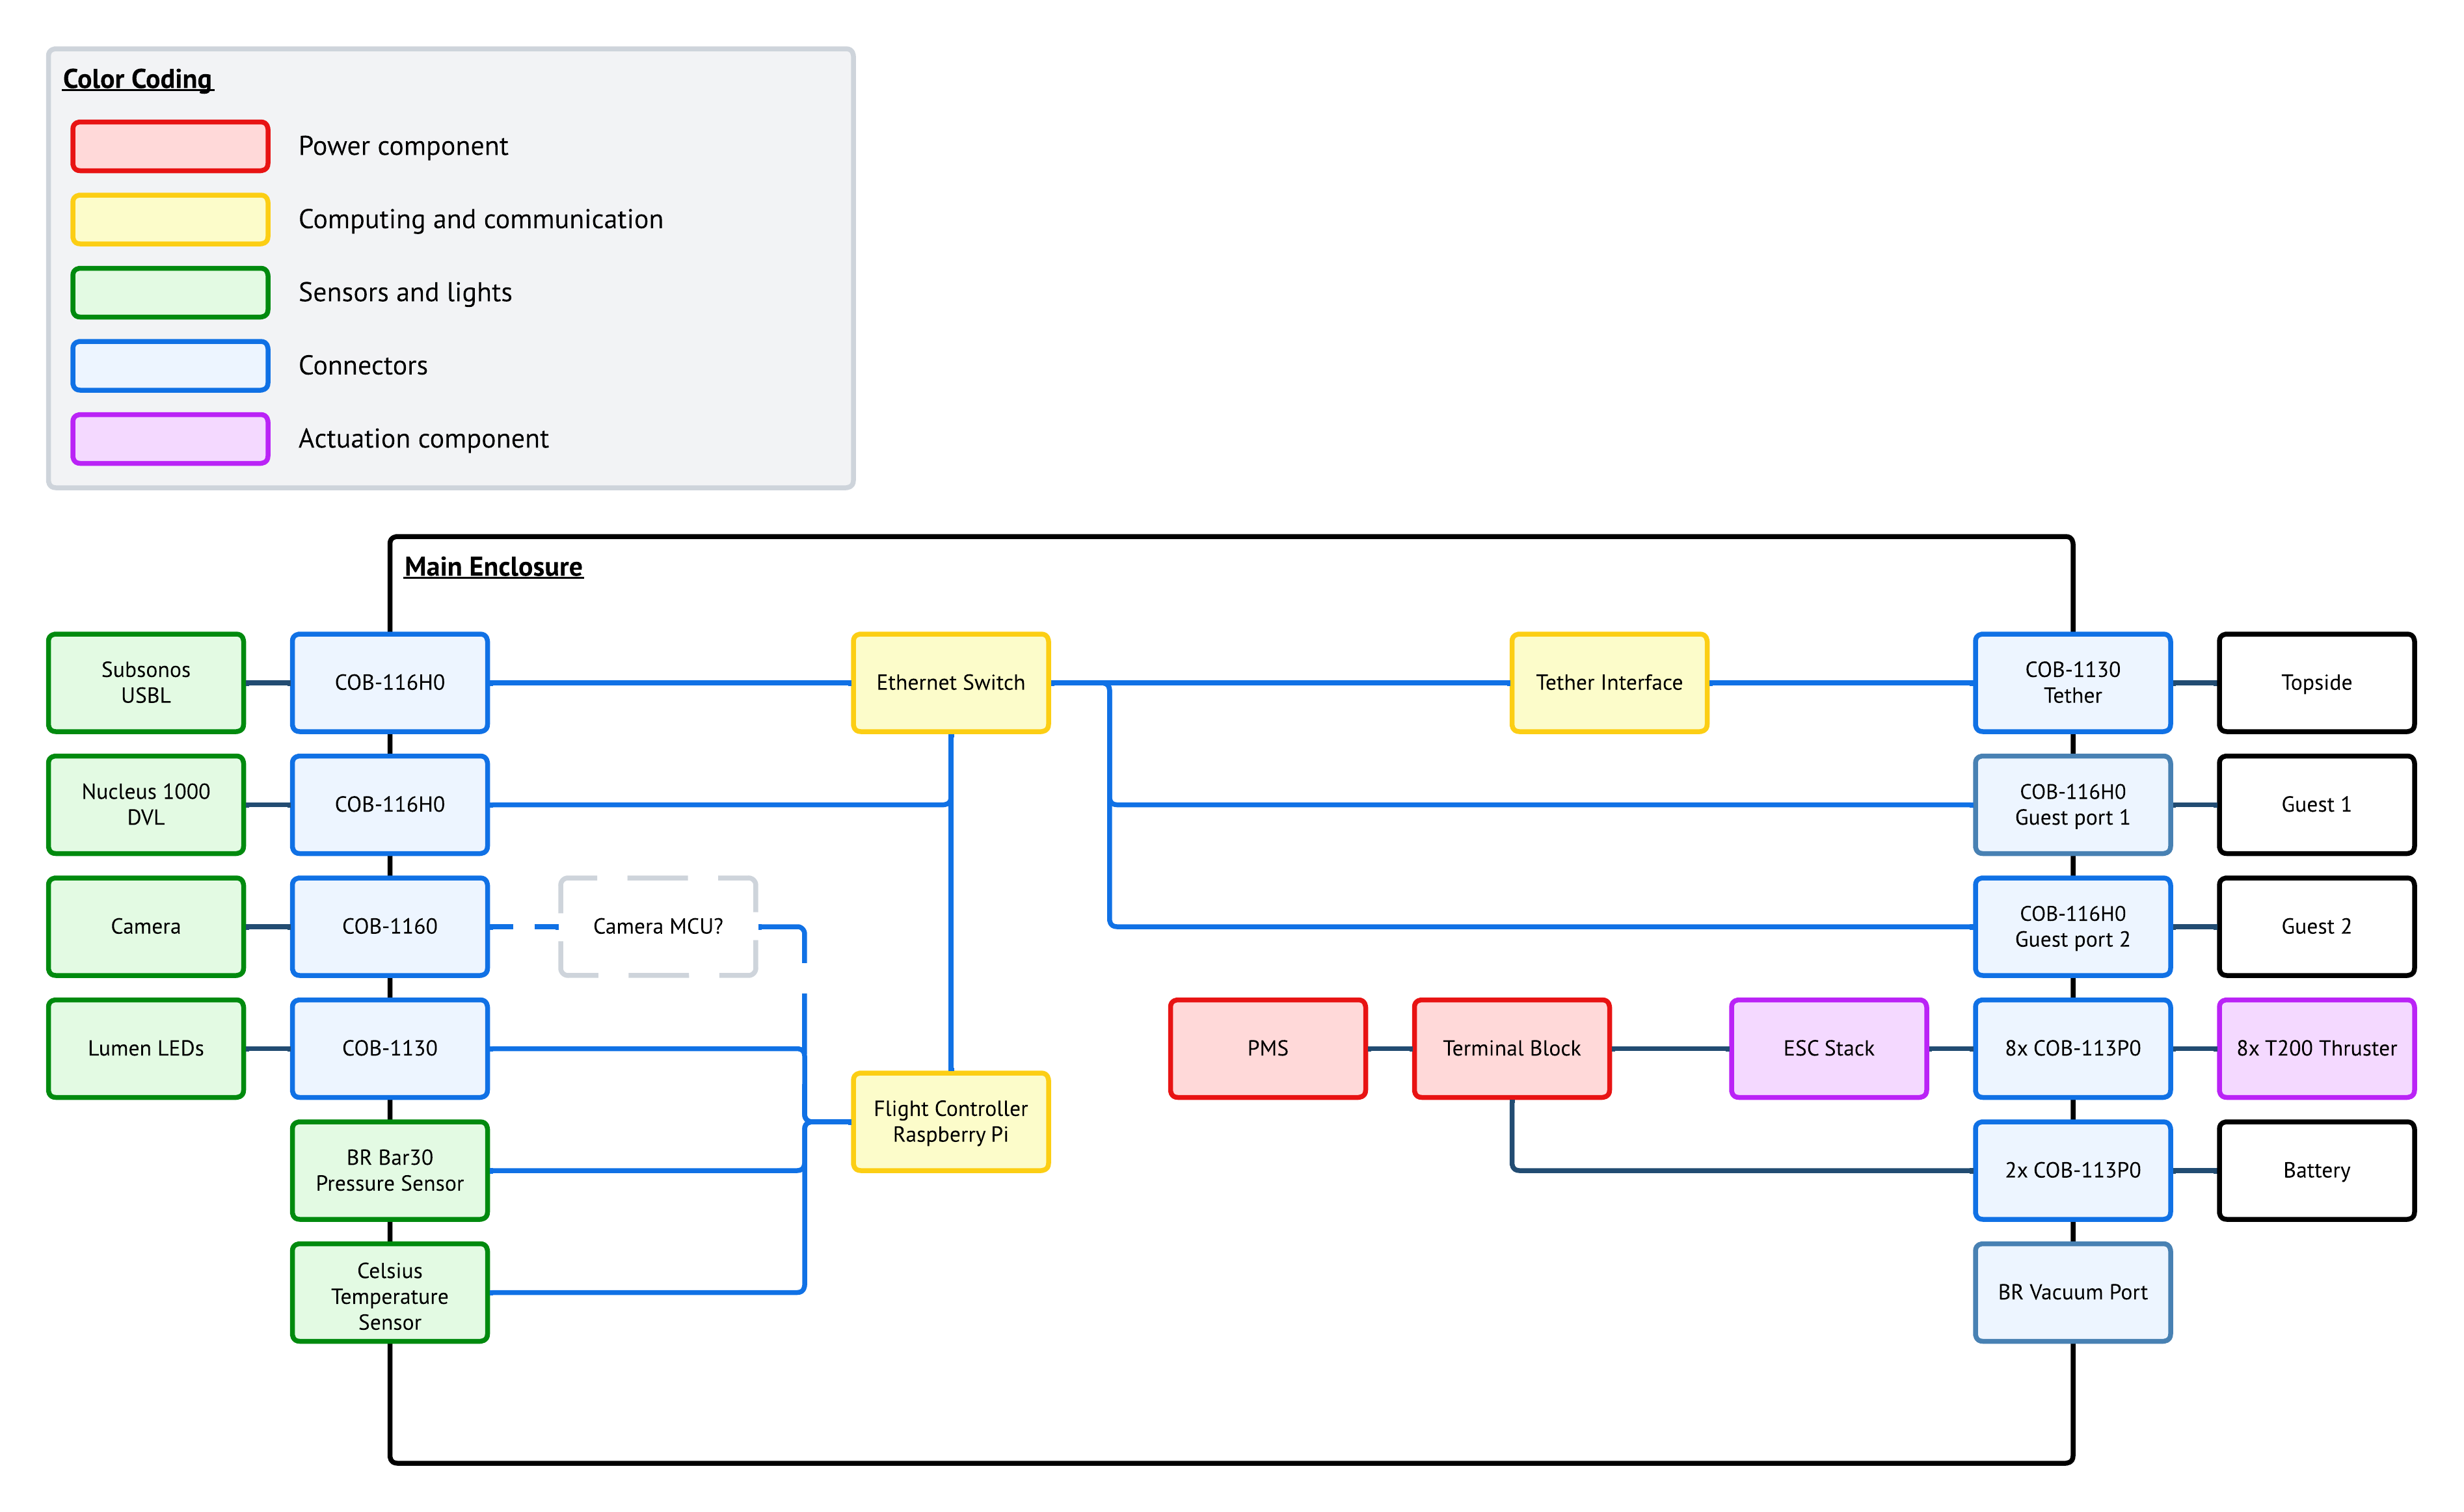 Color Coding
Power component
Computing and communication
Sensors and lights
Connectors
Actuation component
Main Enclosure
Subsonos
USBL
COB-116H0
Ethernet Switch
Tether Interface
COB-1130
Tether
Topside
Nucleus 1000
DVL
COB-116H0
COB-116H0
Guest port 1
Guest 1
Camera
COB-1160
Camera MCU?
COB-116H0
Guest port 2
Guest 2
Lumen LEDs
COB-1130
PMS
Terminal Block
ESC Stack
8x COB-113P0
8x T200 Thruster
Flight Controller
Raspberry Pi
BR Bar30
Pressure Sensor
2x COB-113P0
Battery
Celsius
Temperature
Sensor
BR Vacuum Port